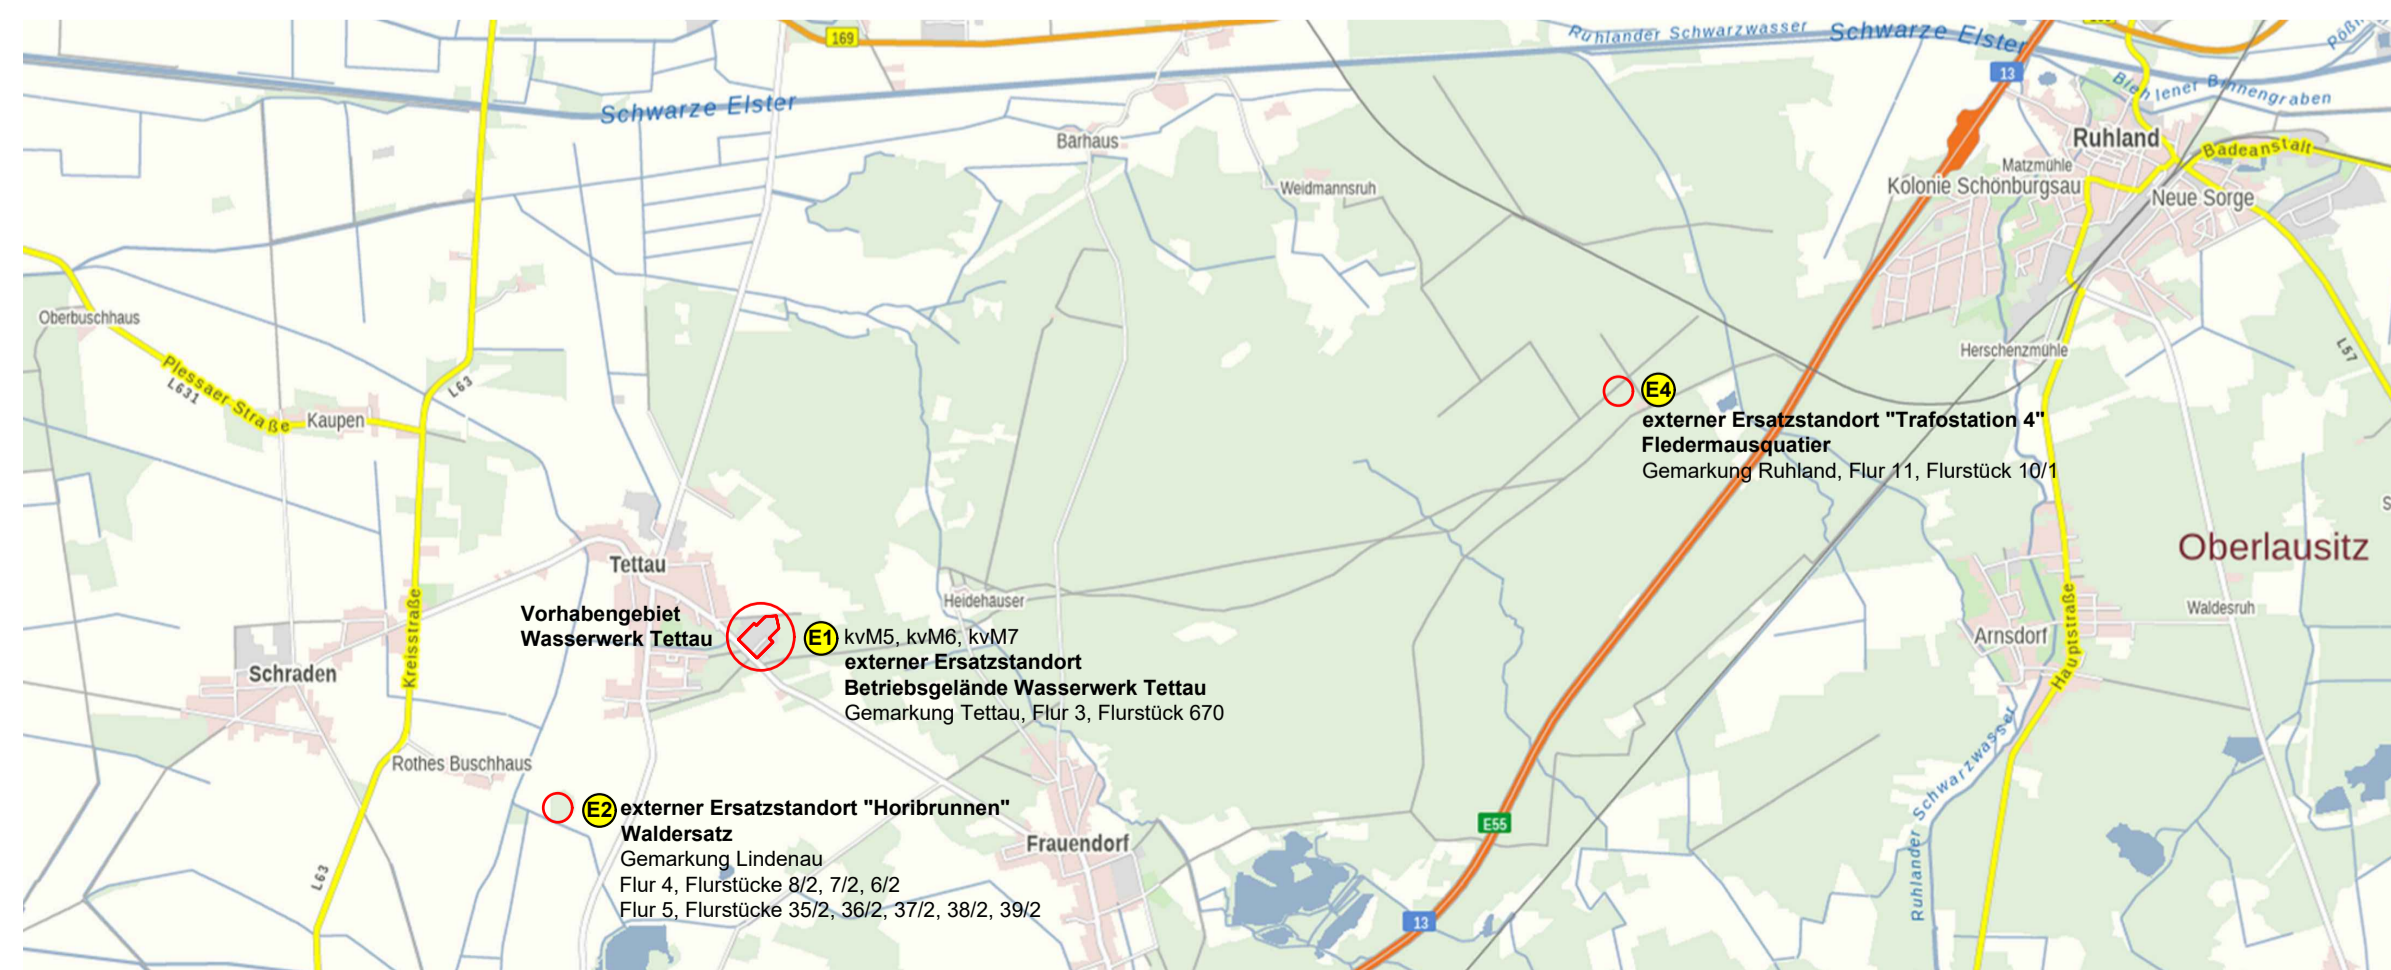 169
Ruhlander Schwarzwasser
Schwarze Elster
13
Schwarze Elster
Biehlener Binnengraben
Barhaus
Ruhland
Badeanstalt
Matzmühle
Weidmannsruh
Kolonie Schönburgsau
Neue Sorge
Oberbuschhaus
Herschenzmühle
L57
Plessaer Straße
L631
L63
Kaupen
E4
externer Ersatzstandort "Trafostation 4"
Fledermausquatier
Gemarkung Ruhland, Flur 11, Flurstück 10/1
Oberlausitz
Tettau
Heidehäuser
Waldesruh
Vorhabengebiet
Wasserwerk Tettau
E1 kvM5, kvM6, kvM7
externer Ersatzstandort
Betriebsgelände Wasserwerk Tettau
Gemarkung Tettau, Flur 3, Flurstück 670
Kreisstraße
Schraden
Arnsdorf
Hauptstraße
Rothes Buschhaus
Ruhlander Schwarzwasser
E2 externer Ersatzstandort "Horibrunnen"
Waldersatz
Gemarkung Lindenau
Flur 4, Flurstücke 8/2, 7/2, 6/2
Flur 5, Flurstücke 35/2, 36/2, 37/2, 38/2, 39/2
E55
Frauendorf
L63
13